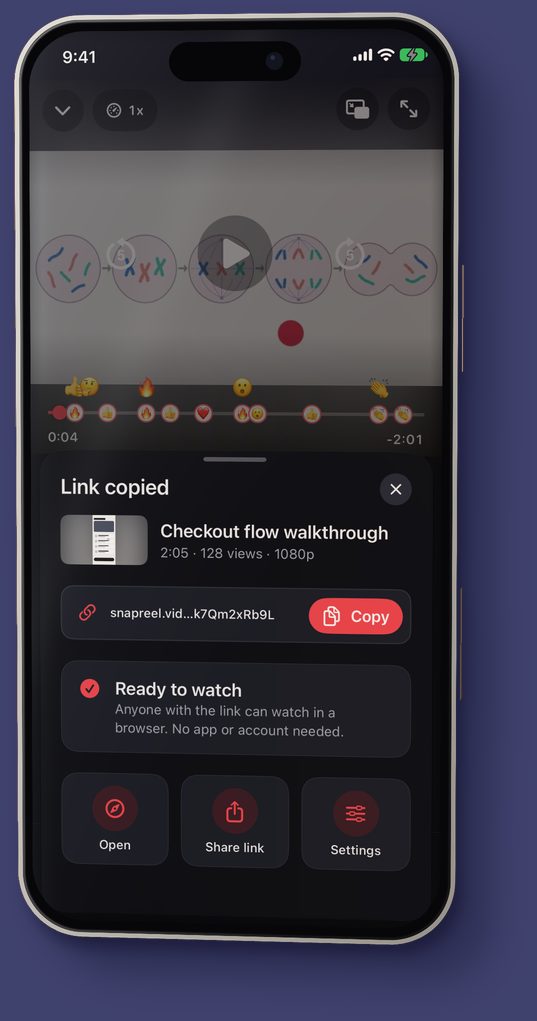 9:41
1x
5
5
0:04
-2:01
Link copied
Checkout flow walkthrough
2:05 · 128 views · 1080p
snapreel.vid...k7Qm2xRb9L
Copy
Ready to watch
Anyone with the link can watch in a
browser. No app or account needed.
Open
Share link
Settings